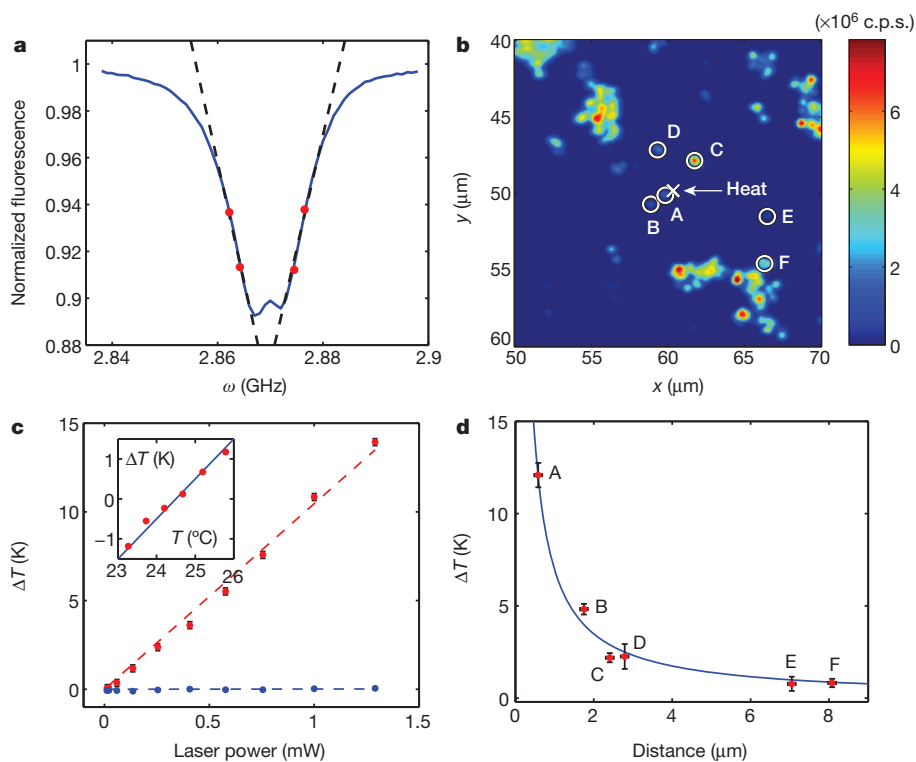 a
Normalized fluorescence
1
0.98
0.96
0.94
0.92
0.9
0.88
2.84
2.86
2.88
2.9
ω (GHz)
b
(×10⁶ c.p.s.)
40
45
50
55
60
y (μm)
D
C
Heat
A
B
E
F
50
55
60
65
70
x (μm)
6
4
2
0
c
15
10
5
0
ΔT (K)
1
0
−1
ΔT (K)
T (°C)
23
24
25
26
0
0.5
1.0
1.5
Laser power (mW)
d
15
10
5
0
ΔT (K)
A
B
C
D
E
F
0
2
4
6
8
Distance (μm)